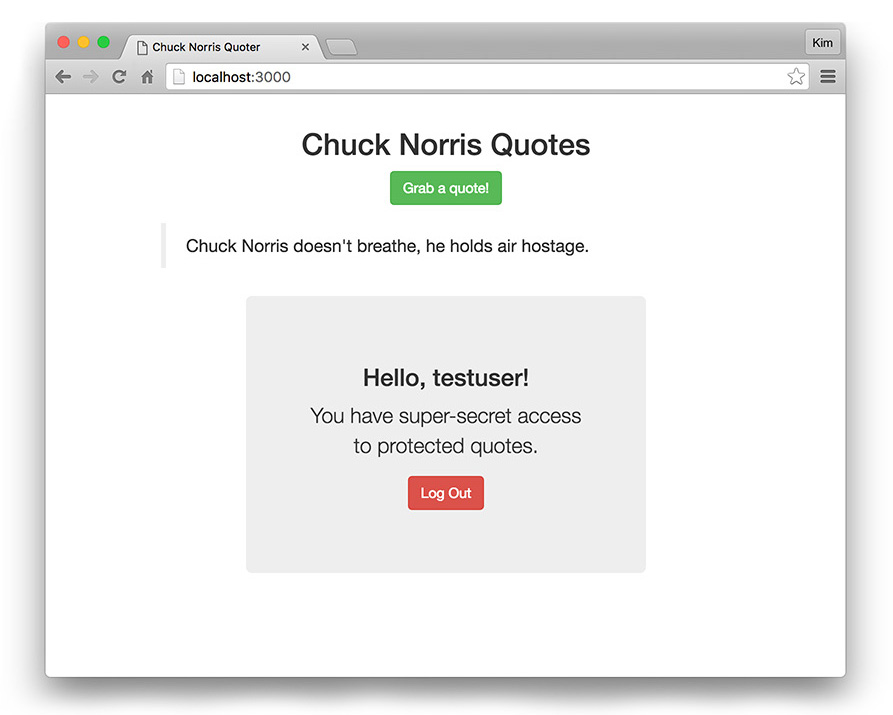 Chuck Norris Quoter
Kim
localhost:3000
Chuck Norris Quotes
Grab a quote!
Chuck Norris doesn't breathe, he holds air hostage.
Hello, testuser!
You have super-secret access
to protected quotes.
Log Out